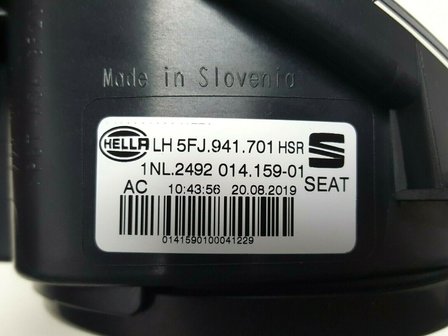 Made in Slovenia
HELLA LH 5FJ.941.701 HSR
1NL.2492 014.159-01
AC 10:43:56 20.08.2019 SEAT
0141590100041229